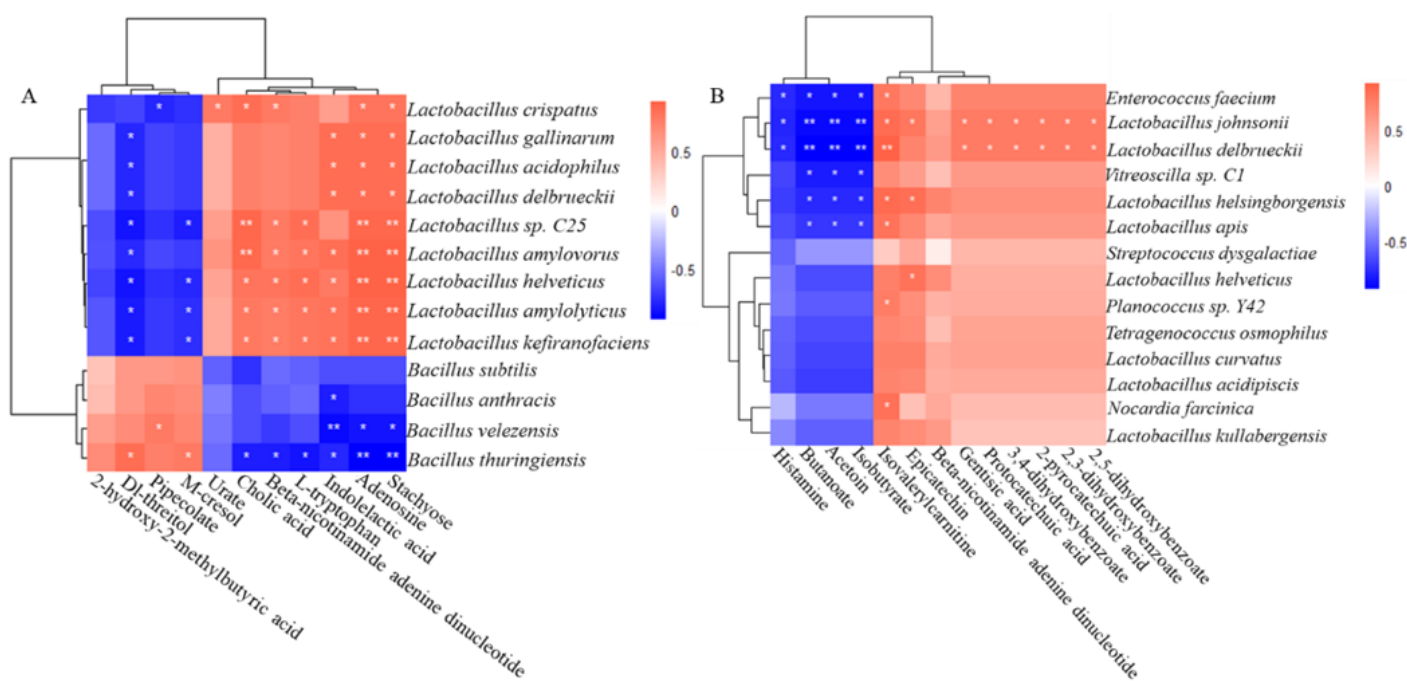 A
* * * * * *
Lactobacillus crispatus
* * * *
Lactobacillus gallinarum
* * * *
Lactobacillus acidophilus
* * * *
Lactobacillus delbrueckii
* * ** * * ** **
Lactobacillus sp. C25
* ** * * * ** **
Lactobacillus amylovorus
* * * * * * ** **
Lactobacillus helveticus
* * * * * * ** **
Lactobacillus amylolyticus
* * * * * * ** **
Lactobacillus kefiranofaciens
Bacillus subtilis
*
Bacillus anthracis
* ** * *
Bacillus velezensis
* * * * * * ** **
Bacillus thuringiensis
0.5
0
-0.5
2-hydroxy-2-methylbutyric acid
Dl-threitol
Pipecolate
M-cresol
Urate
Cholic acid
Beta-nicotinamide adenine dinucleotide
L-tryptophan
Indolelactic acid
Adenosine
Stachyose
B
* * * * *
Enterococcus faecium
* ** ** ** * * * * * * * *
Lactobacillus johnsonii
* ** ** ** ** * * * * * *
Lactobacillus delbrueckii
* * *
Vitreoscilla sp. C1
* * * * *
Lactobacillus helsingborgensis
* * * *
Lactobacillus apis
Streptococcus dysgalactiae
*
Lactobacillus helveticus
*
Planococcus sp. Y42
Tetragenococcus osmophilus
Lactobacillus curvatus
Lactobacillus acidipiscis
*
Nocardia farcinica
Lactobacillus kullabergensis
0.5
0
-0.5
Histamine
Butanoate
Acetoin
Isobutyrate
Isovalerylcarnitine
Epicatechin
Beta-nicotinamide adenine dinucleotide
Gentisic acid
Protocatechuic acid
3,4-dihydroxybenzoate
2-pyrocatechuic acid
2,3-dihydroxybenzoate
2,5-dihydroxybenzoate